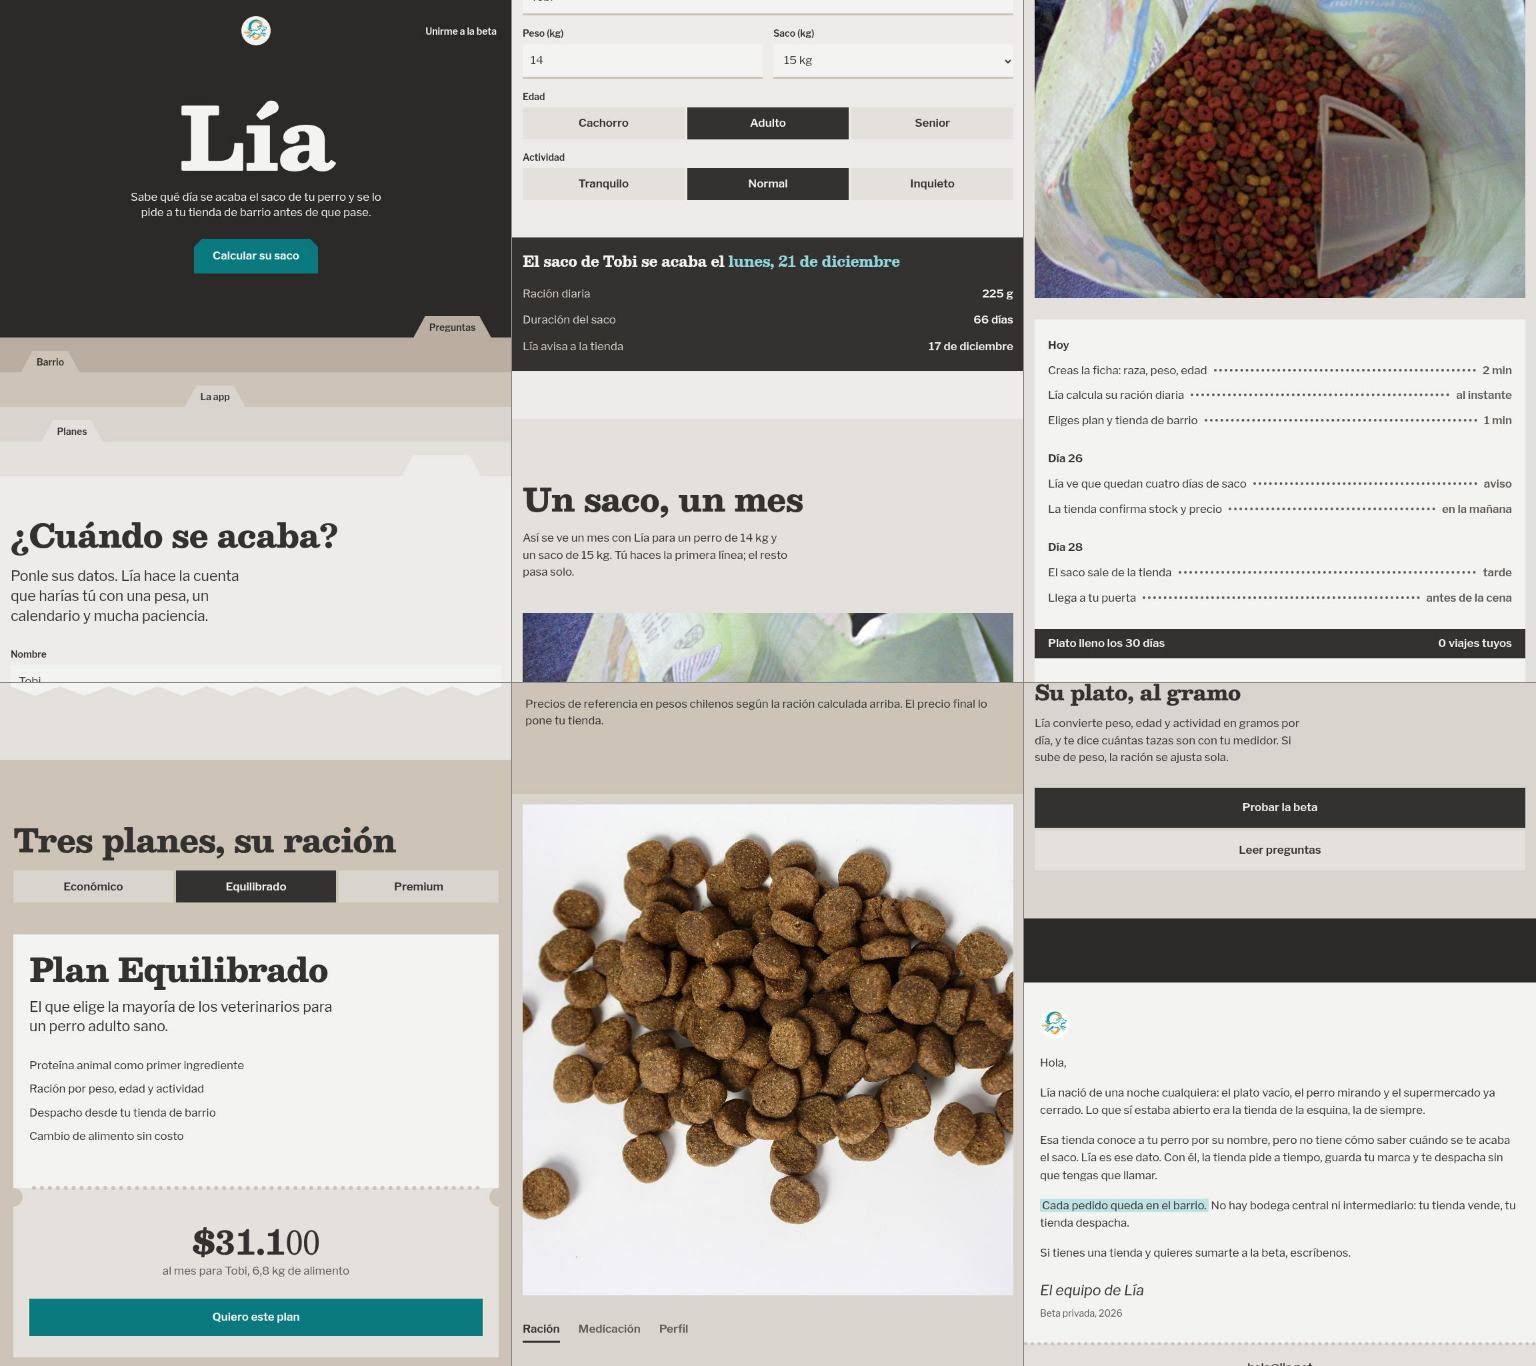 Unirme a la beta
Lía
Sabe qué día se acaba el saco de tu perro y se lo
pide a tu tienda de barrio antes de que pase.
Calcular su saco
Preguntas
Barrio
La app
Planes
¿Cuándo se acaba?
Ponle sus datos. Lía hace la cuenta
que harías tú con una pesa, un
calendario y mucha paciencia.
Nombre
Tobi
Peso (kg)
Saco (kg)
14
15 kg
Edad
Cachorro
Adulto
Senior
Actividad
Tranquilo
Normal
Inquieto
El saco de Tobi se acaba el lunes, 21 de diciembre
Ración diaria 225 g
Duración del saco 66 días
Lía avisa a la tienda 17 de diciembre
Un saco, un mes
Así se ve un mes con Lía para un perro de 14 kg y
un saco de 15 kg. Tú haces la primera línea; el resto
pasa solo.
Hoy
Creas la ficha: raza, peso, edad 2 min
Lía calcula su ración diaria al instante
Eliges plan y tienda de barrio 1 min
Día 26
Lía ve que quedan cuatro días de saco aviso
La tienda confirma stock y precio en la mañana
Día 28
El saco sale de la tienda tarde
Llega a tu puerta antes de la cena
Plato lleno los 30 días 0 viajes tuyos
Tres planes, su ración
Económico
Equilibrado
Premium
Plan Equilibrado
El que elige la mayoría de los veterinarios para
un perro adulto sano.
Proteína animal como primer ingrediente
Ración por peso, edad y actividad
Despacho desde tu tienda de barrio
Cambio de alimento sin costo
$31.100
al mes para Tobi, 6,8 kg de alimento
Quiero este plan
Precios de referencia en pesos chilenos según la ración calculada arriba. El precio final lo
pone tu tienda.
Ración
Medicación
Perfil
Su plato, al gramo
Lía convierte peso, edad y actividad en gramos por
día, y te dice cuántas tazas son con tu medidor. Si
sube de peso, la ración se ajusta sola.
Probar la beta
Leer preguntas
Hola,
Lía nació de una noche cualquiera: el plato vacío, el perro mirando y el supermercado ya
cerrado. Lo que sí estaba abierto era la tienda de la esquina, la de siempre.
Esa tienda conoce a tu perro por su nombre, pero no tiene cómo saber cuándo se te acaba
el saco. Lía es ese dato. Con él, la tienda pide a tiempo, guarda tu marca y te despacha sin
que tengas que llamar.
Cada pedido queda en el barrio. No hay bodega central ni intermediario: tu tienda vende, tu
tienda despacha.
Si tienes una tienda y quieres sumarte a la beta, escríbenos.
El equipo de Lía
Beta privada, 2026